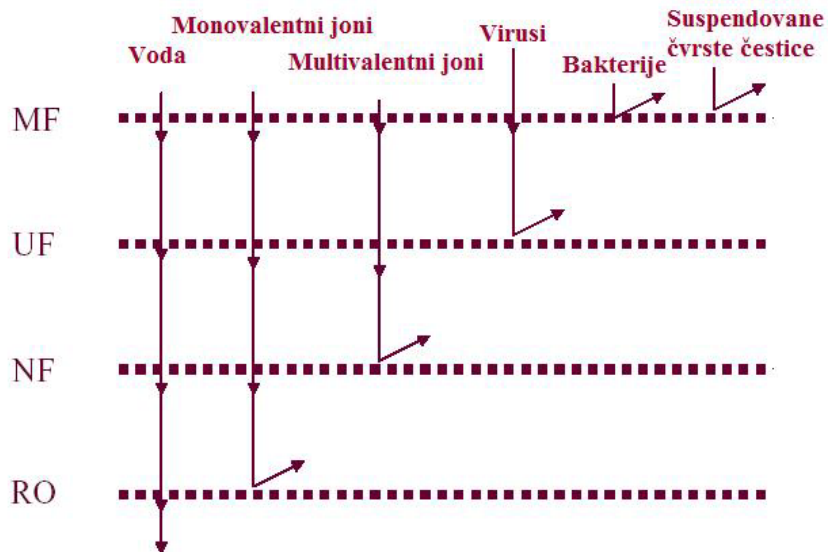 Monovalentni joni
Voda
Multivalentni joni
Virusi
Bakterije
Suspendovane
čvrste čestice
MF
UF
NF
RO